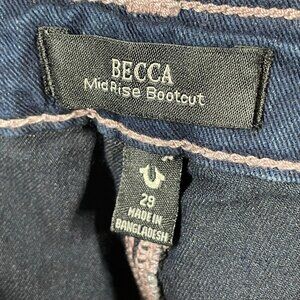 BECCA
MidRise Bootcut
29
MADE IN
BANGLADESH